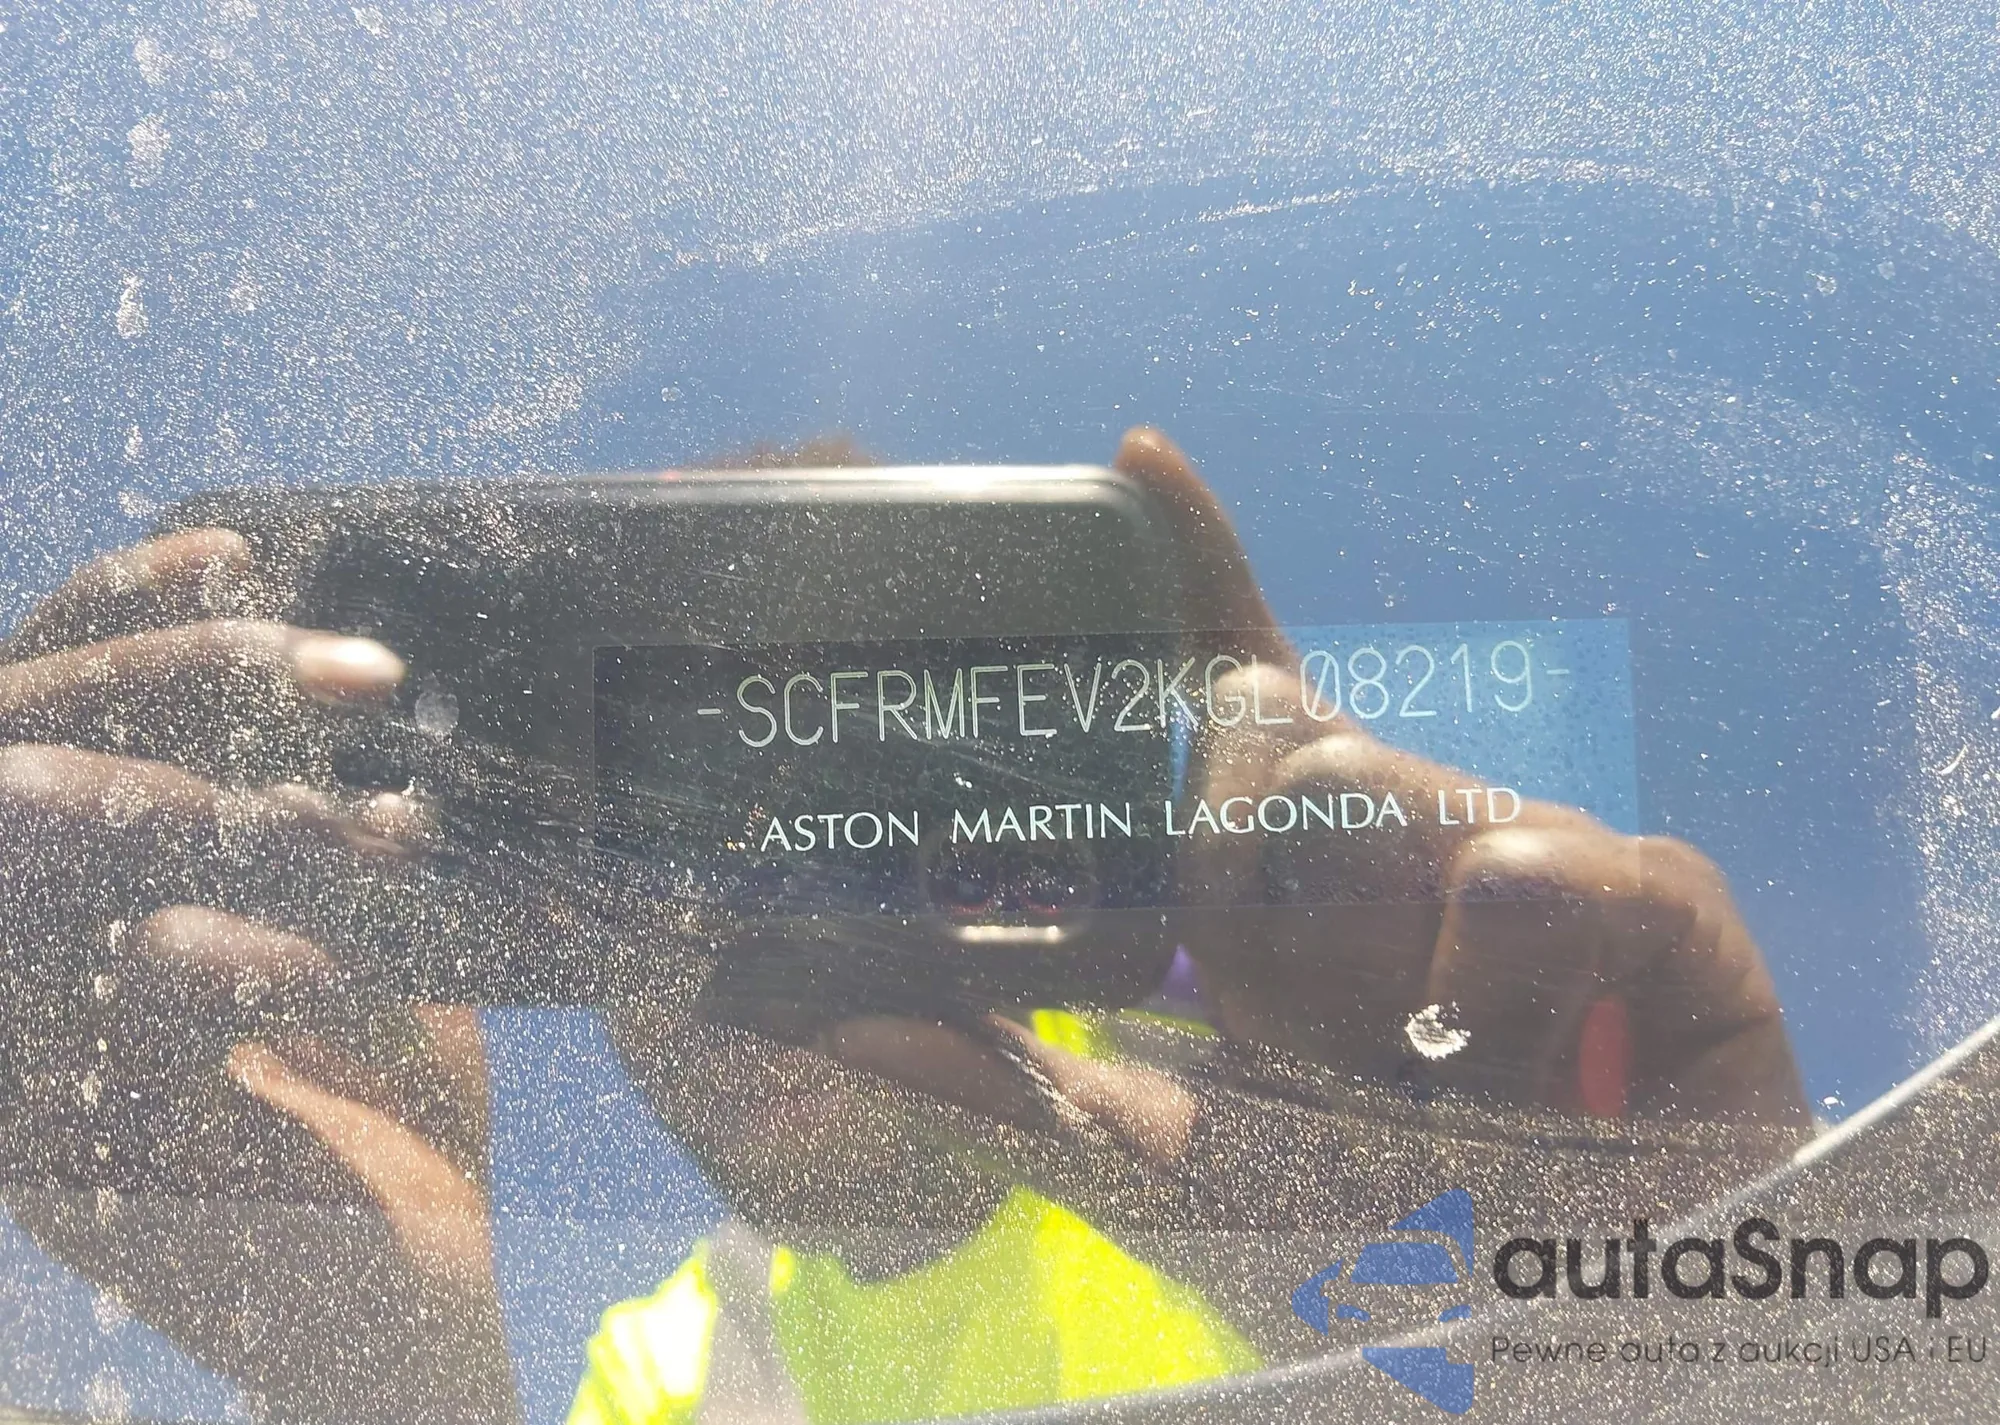 -SCFRMFEV2KGL08219-
ASTON MARTIN LAGONDA LTD
autaSnap
Pewne auta z aukcji USA i EU